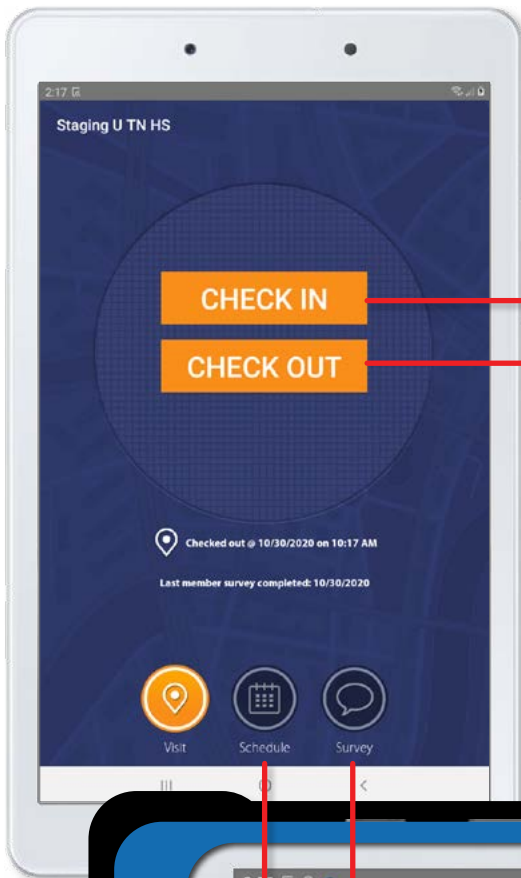 2:17
Staging U TN HS
CHECK IN
CHECK OUT
Checked out @ 10/30/2020 on 10:17 AM
Last member survey completed: 10/30/2020
Visit
Schedule
Survey